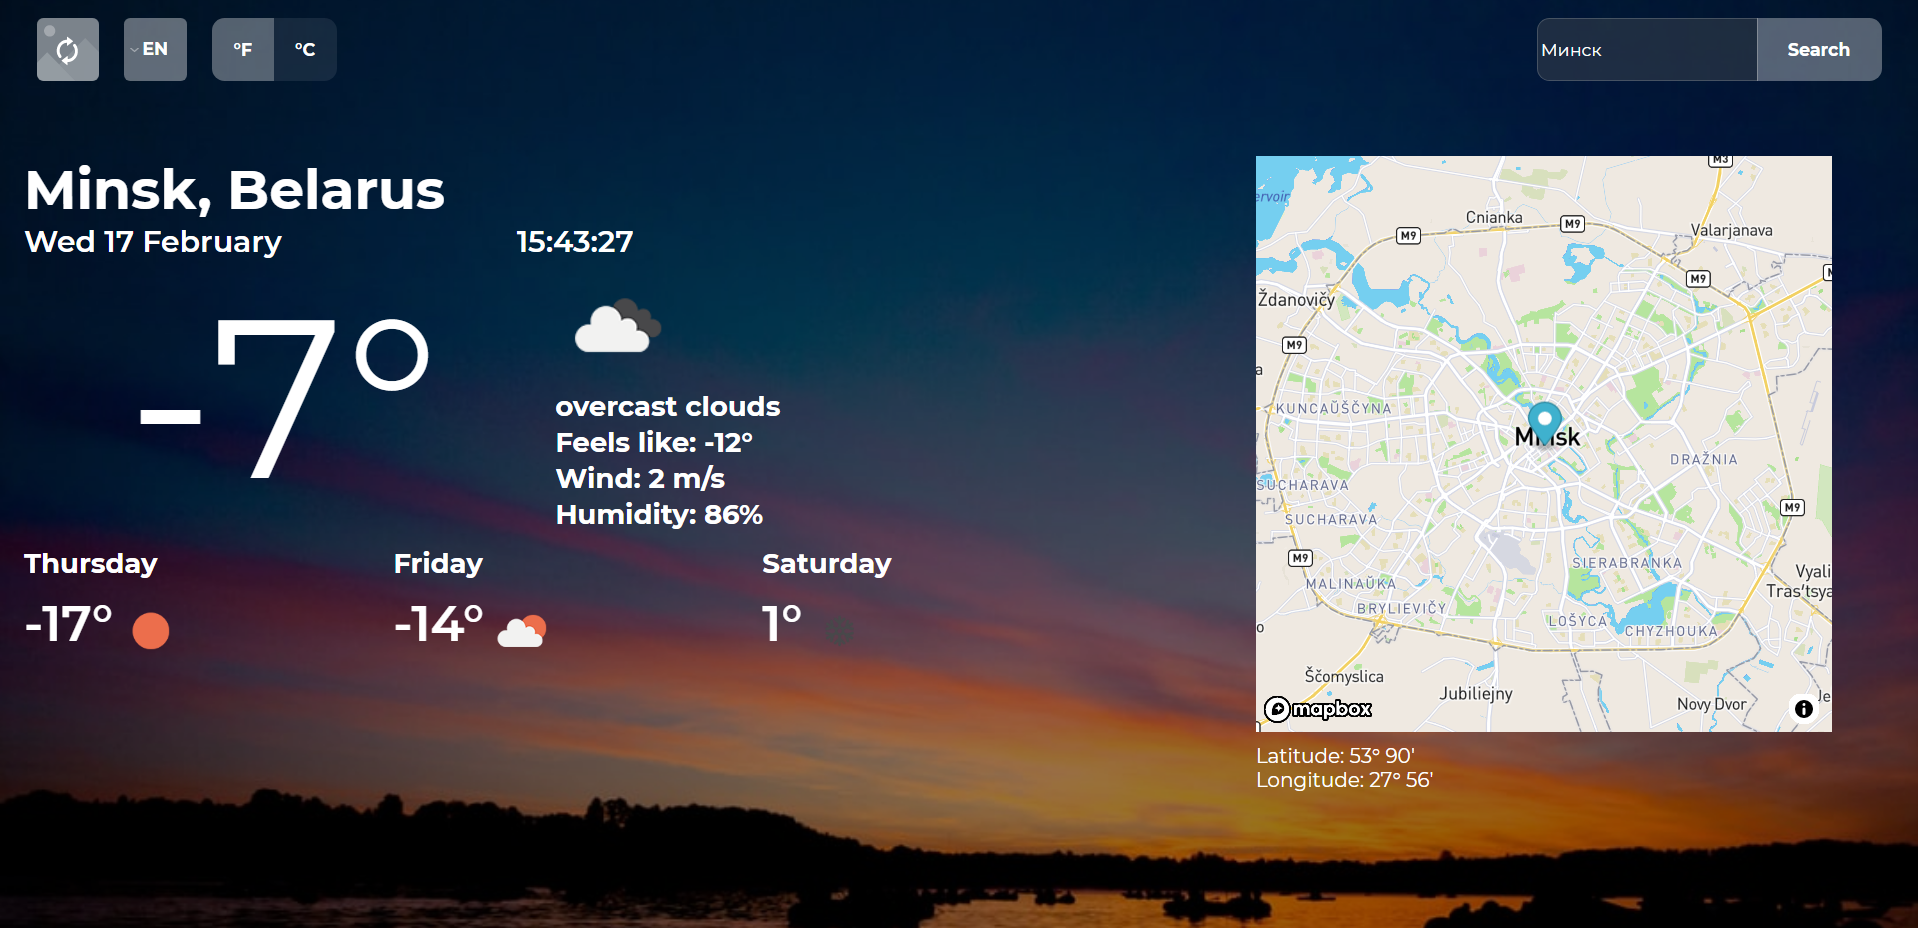 EN
°F
°C
Минск
Search
Minsk, Belarus
Wed 17 February
15:43:27
-7°
overcast clouds
Feels like: -12°
Wind: 2 m/s
Humidity: 86%
Thursday
-17°
Friday
-14°
Saturday
1°
M3
Cnianka
M9
Valarjanava
M9
M9
Ždanovičy
M9
KUNCAŬŠČYNA
Minsk
DRAŽNIA
SUCHARAVA
M9
SUCHARAVA
M9
SIERABRANKA
MALINAŬKA
Vyali
Tras'tsya
BRYLIEVIČY
LOŠYCA
CHYZHOUKA
Ščomyslica
Jubiliejny
Novy Dvor
mapbox
Latitude: 53° 90'
Longitude: 27° 56'